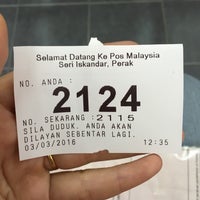 Selamat Datang Ke Pos Malaysia
Seri Iskandar, Perak
NO. ANDA :
2124
NO. SEKARANG : 2115
SILA DUDUK. ANDA AKAN
DILAYAN SEBENTAR LAGI.
03/03/2016 12:35